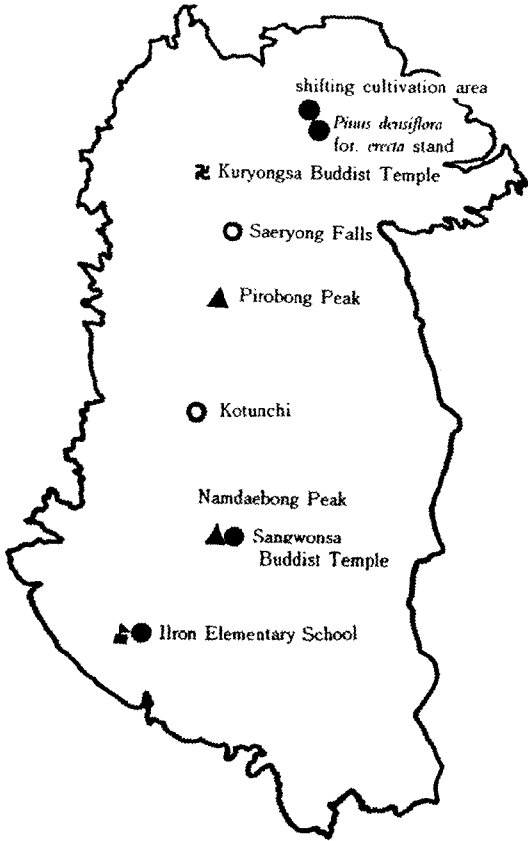 shifting cultivation area
Pinus densiflora
for. erecta stand
卍 Kuryongsa Buddist Temple
Saeryong Falls
Pirobong Peak
Kotunchi
Namdaebong Peak
Sangwonsa
Buddist Temple
Ilron Elementary School